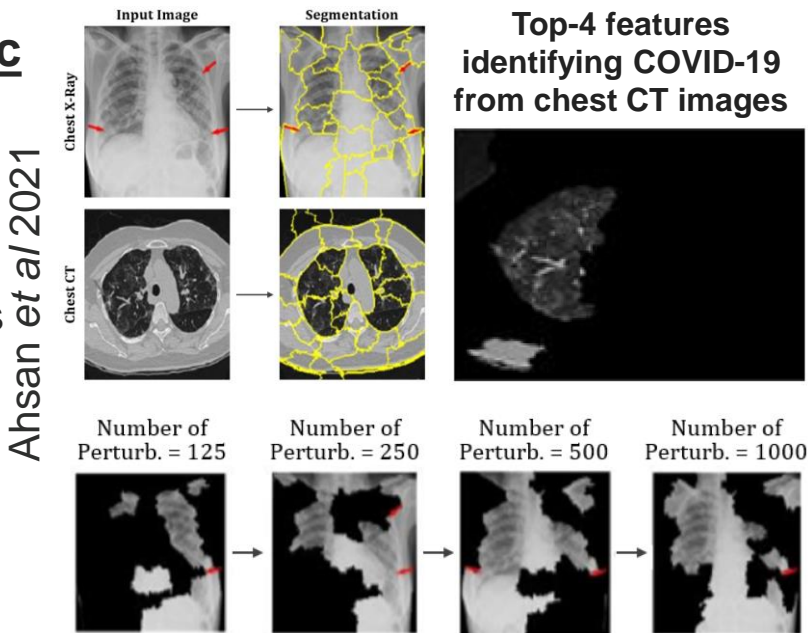 c
Ahsan et al 2021
Input Image
Segmentation
Chest X-Ray
Chest CT
Top-4 features
identifying COVID-19
from chest CT images
Number of
Perturb. = 125
Number of
Perturb. = 250
Number of
Perturb. = 500
Number of
Perturb. = 1000